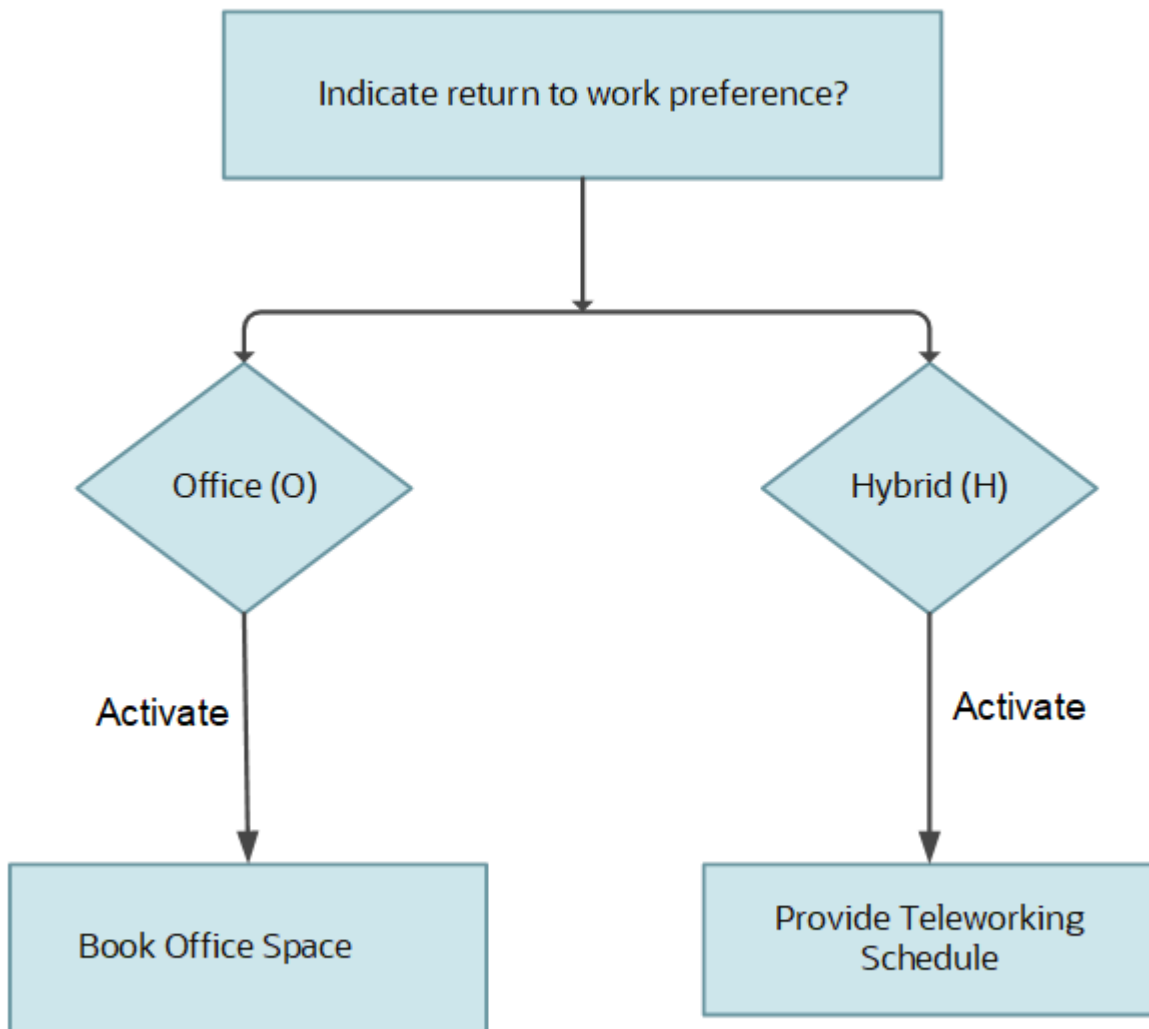 Indicate return to work preference?
Office (O)
Hybrid (H)
Activate
Activate
Book Office Space
Provide Teleworking
Schedule